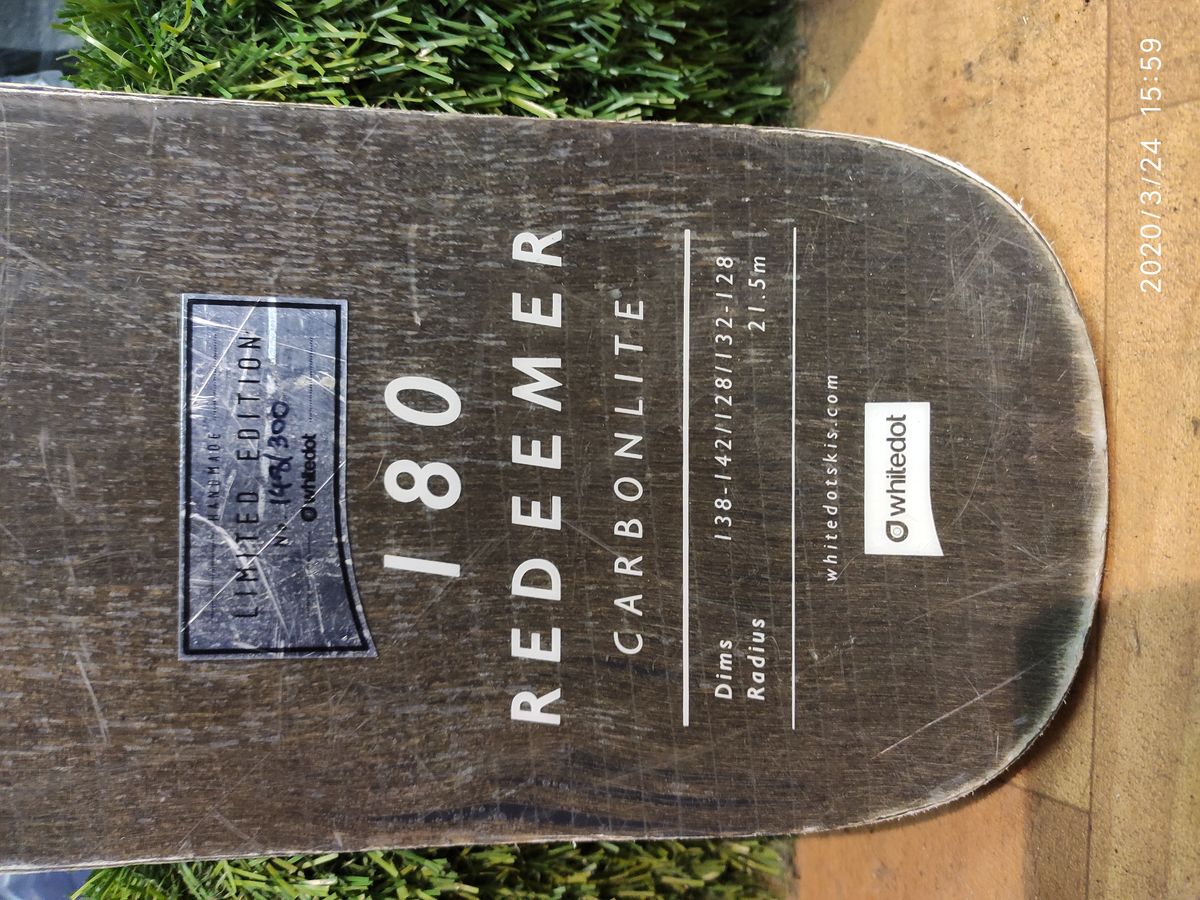 HANDMADE
LIMITED EDITION
No. 148/300
whitedot
180
REDEEMER
CARBONLITE
Dims 138-142/128/132-128
Radius 21.5m
whitedotskis.com
whitedot
2020/3/24 15:59